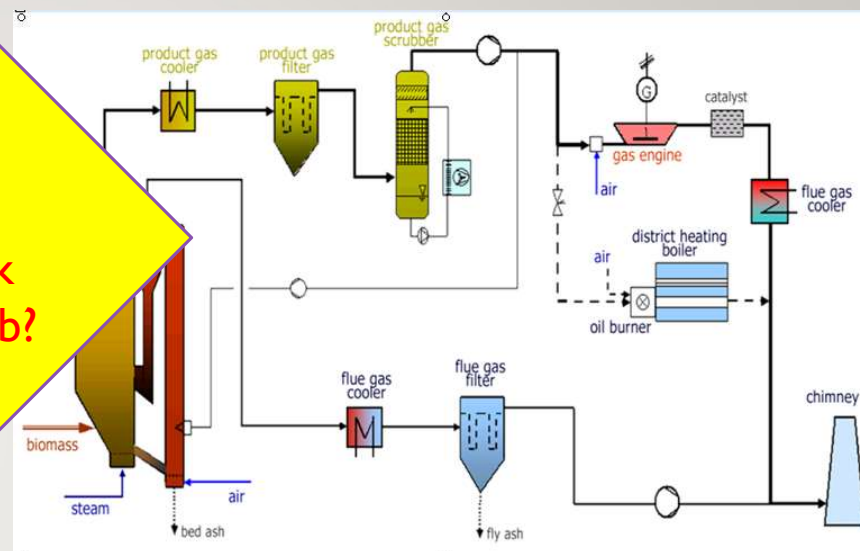 product gas
scrubber
product gas
cooler
product gas
filter
G
catalyst
gas engine
air
flue gas
cooler
district heating
boiler
air
oil burner
b?
flue gas
cooler
flue gas
filter
chimney
biomass
steam
air
bed ash
fly ash